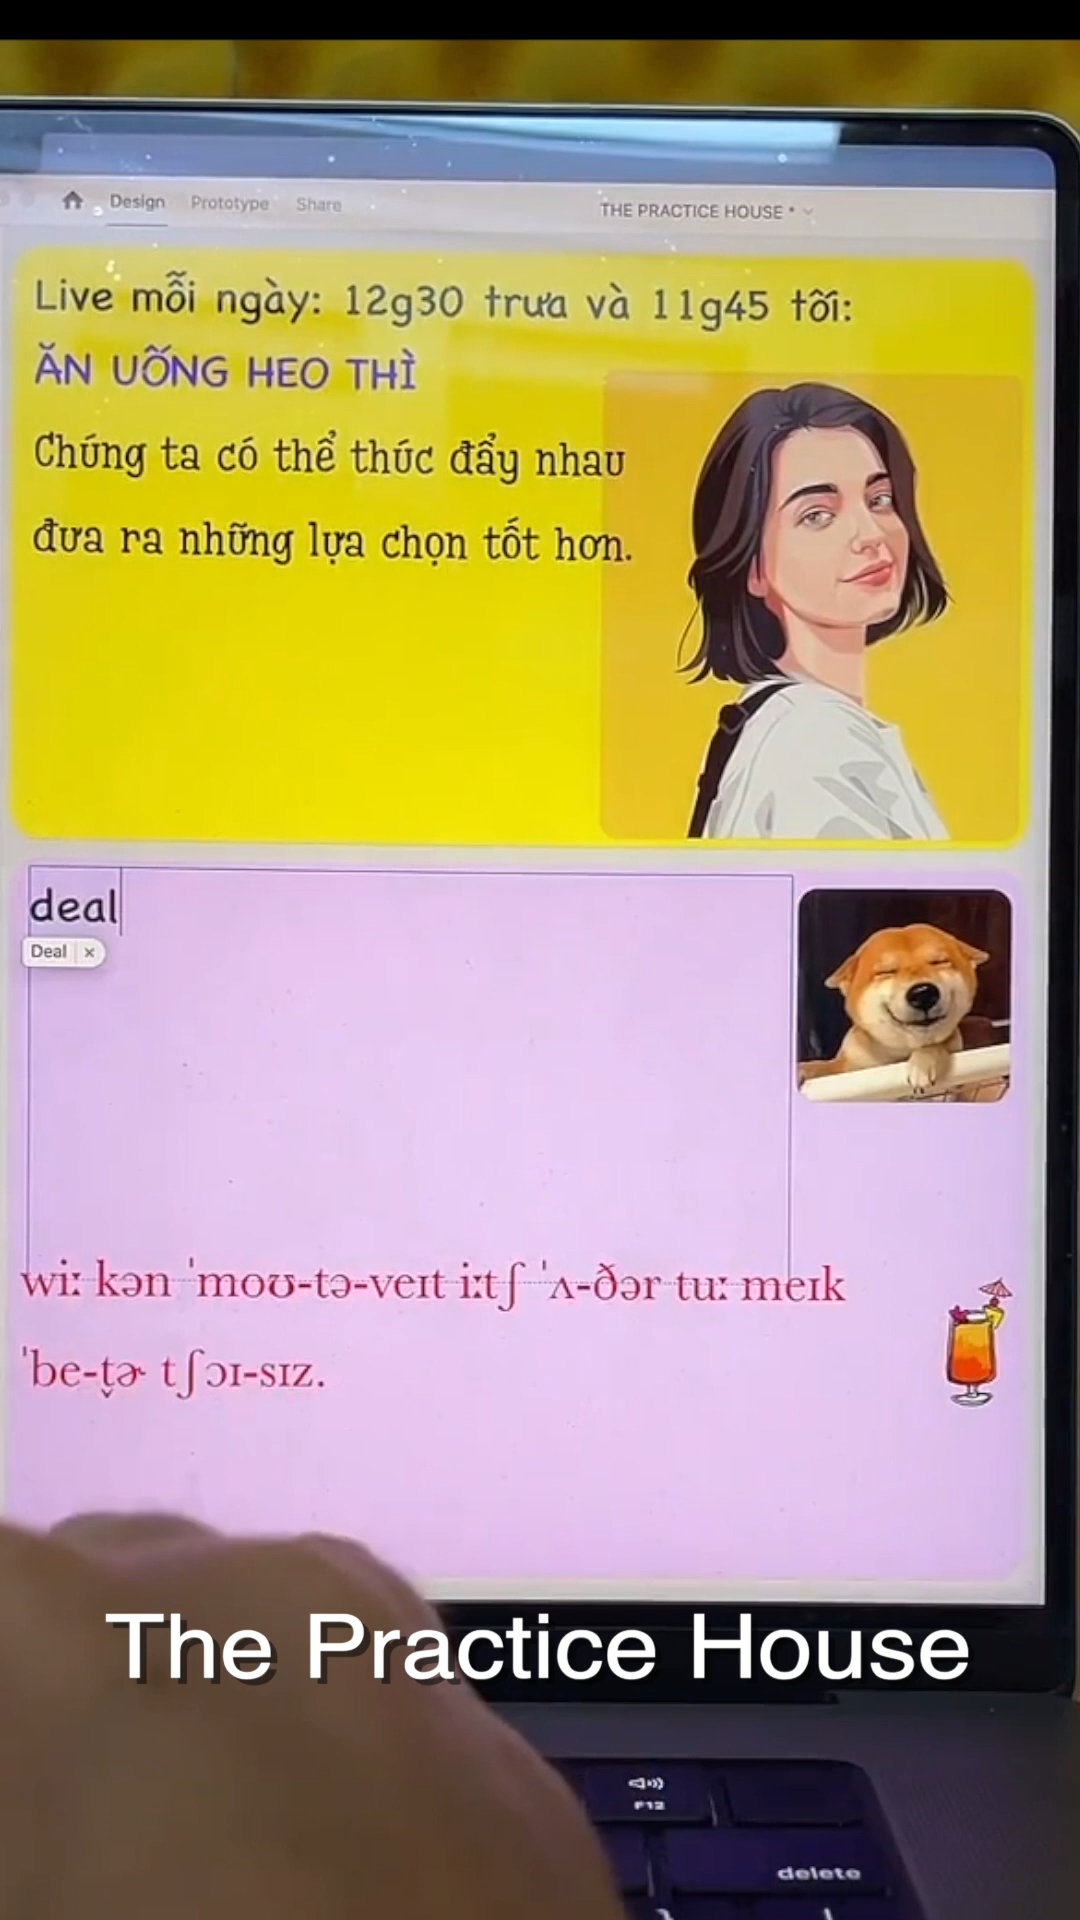 Design Prototype Share THE PRACTICE HOUSE *
Live mỗi ngày: 12g30 trưa và 11g45 tối:
ĂN UỐNG HEO THÌ
Chúng ta có thể thúc đẩy nhau
đưa ra những lựa chọn tốt hơn.
deal
Deal ×
wiː kən ˈmoʊ-tə-veɪt iːtʃ ˈʌ-ðər tuː meɪk
ˈbe-t̬ɚ tʃɔɪ-sɪz.
The Practice House
F12
delete